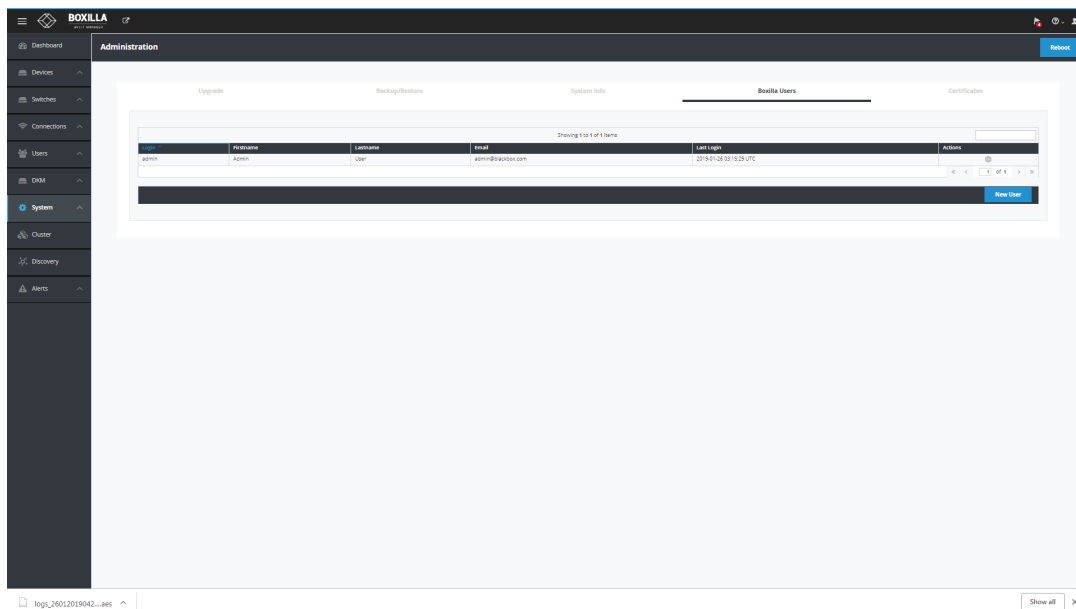 BOXILLA
Dashboard
Administration
Reboot
Devices
Upgrade
Backup/Restore
System Info
Boxilla Users
Certificates
Switches
Connections
Showing 1 to 1 of 1 items
Login
Firstname
Lastname
Email
Last Login
Actions
Users
admin
Admin
User
admin@blackbox.com
2019-01-26 03:15:29 UTC
1 of 1
DKM
New User
System
Cluster
Discovery
Alerts
logs_26012019042....aes
Show all